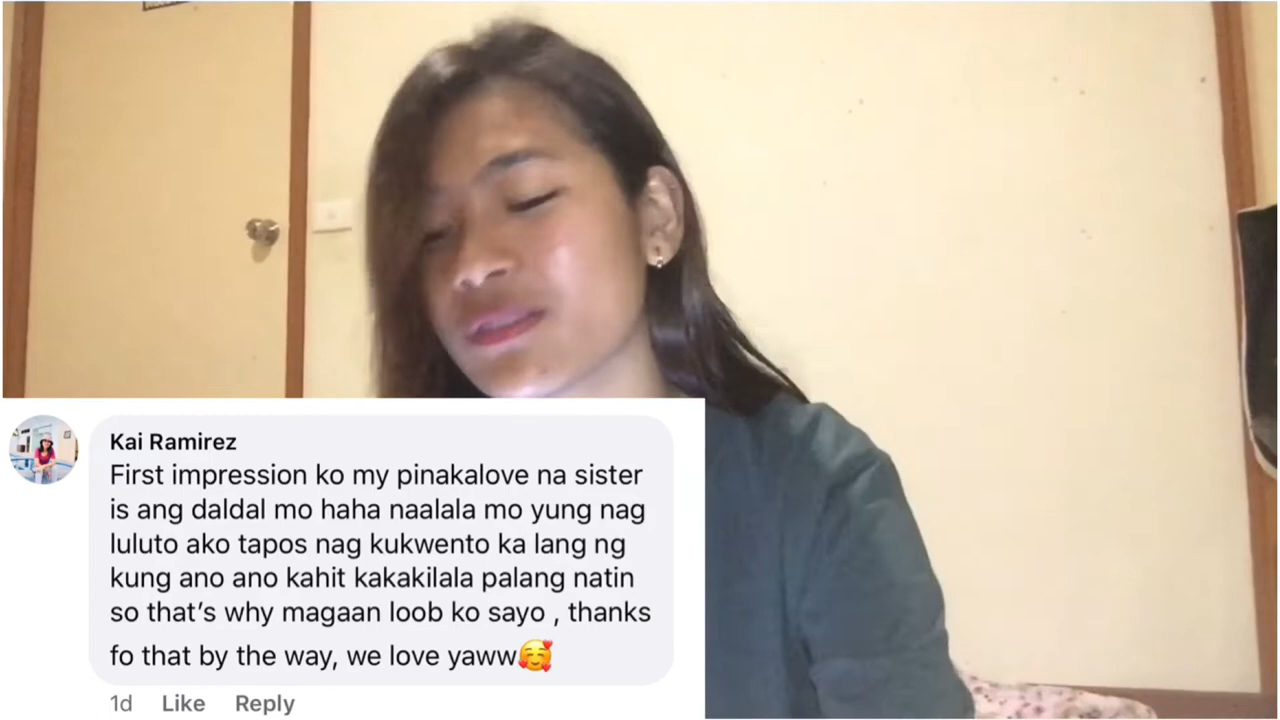 Kai Ramirez
First impression ko my pinakalove na sister
is ang daldal mo haha naalala mo yung nag
luluto ako tapos nag kukwento ka lang ng
kung ano ano kahit kakakilala palang natin
so that’s why magaan loob ko sayo , thanks
fo that by the way, we love yaww🥰
1d Like Reply